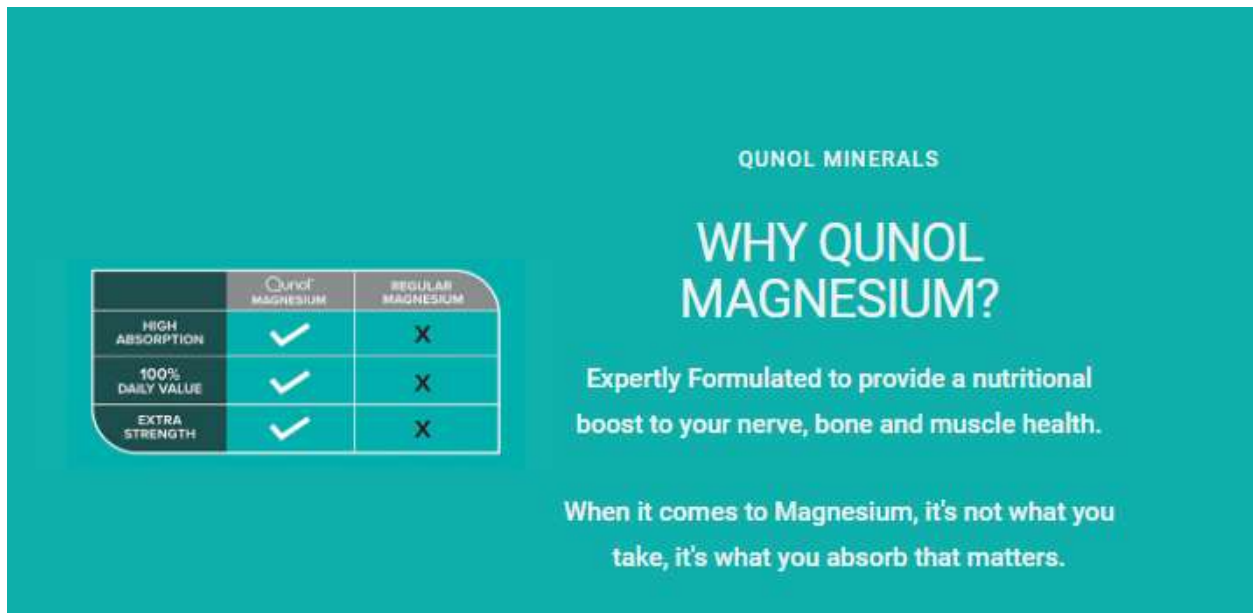 QUNOL MINERALS
WHY QUNOL
MAGNESIUM?
Expertly Formulated to provide a nutritional
boost to your nerve, bone and muscle health.
When it comes to Magnesium, it's not what you
take, it's what you absorb that matters.
Qunol
MAGNESIUM
REGULAR
MAGNESIUM
HIGH
ABSORPTION
X
100%
DAILY VALUE
X
EXTRA
STRENGTH
X